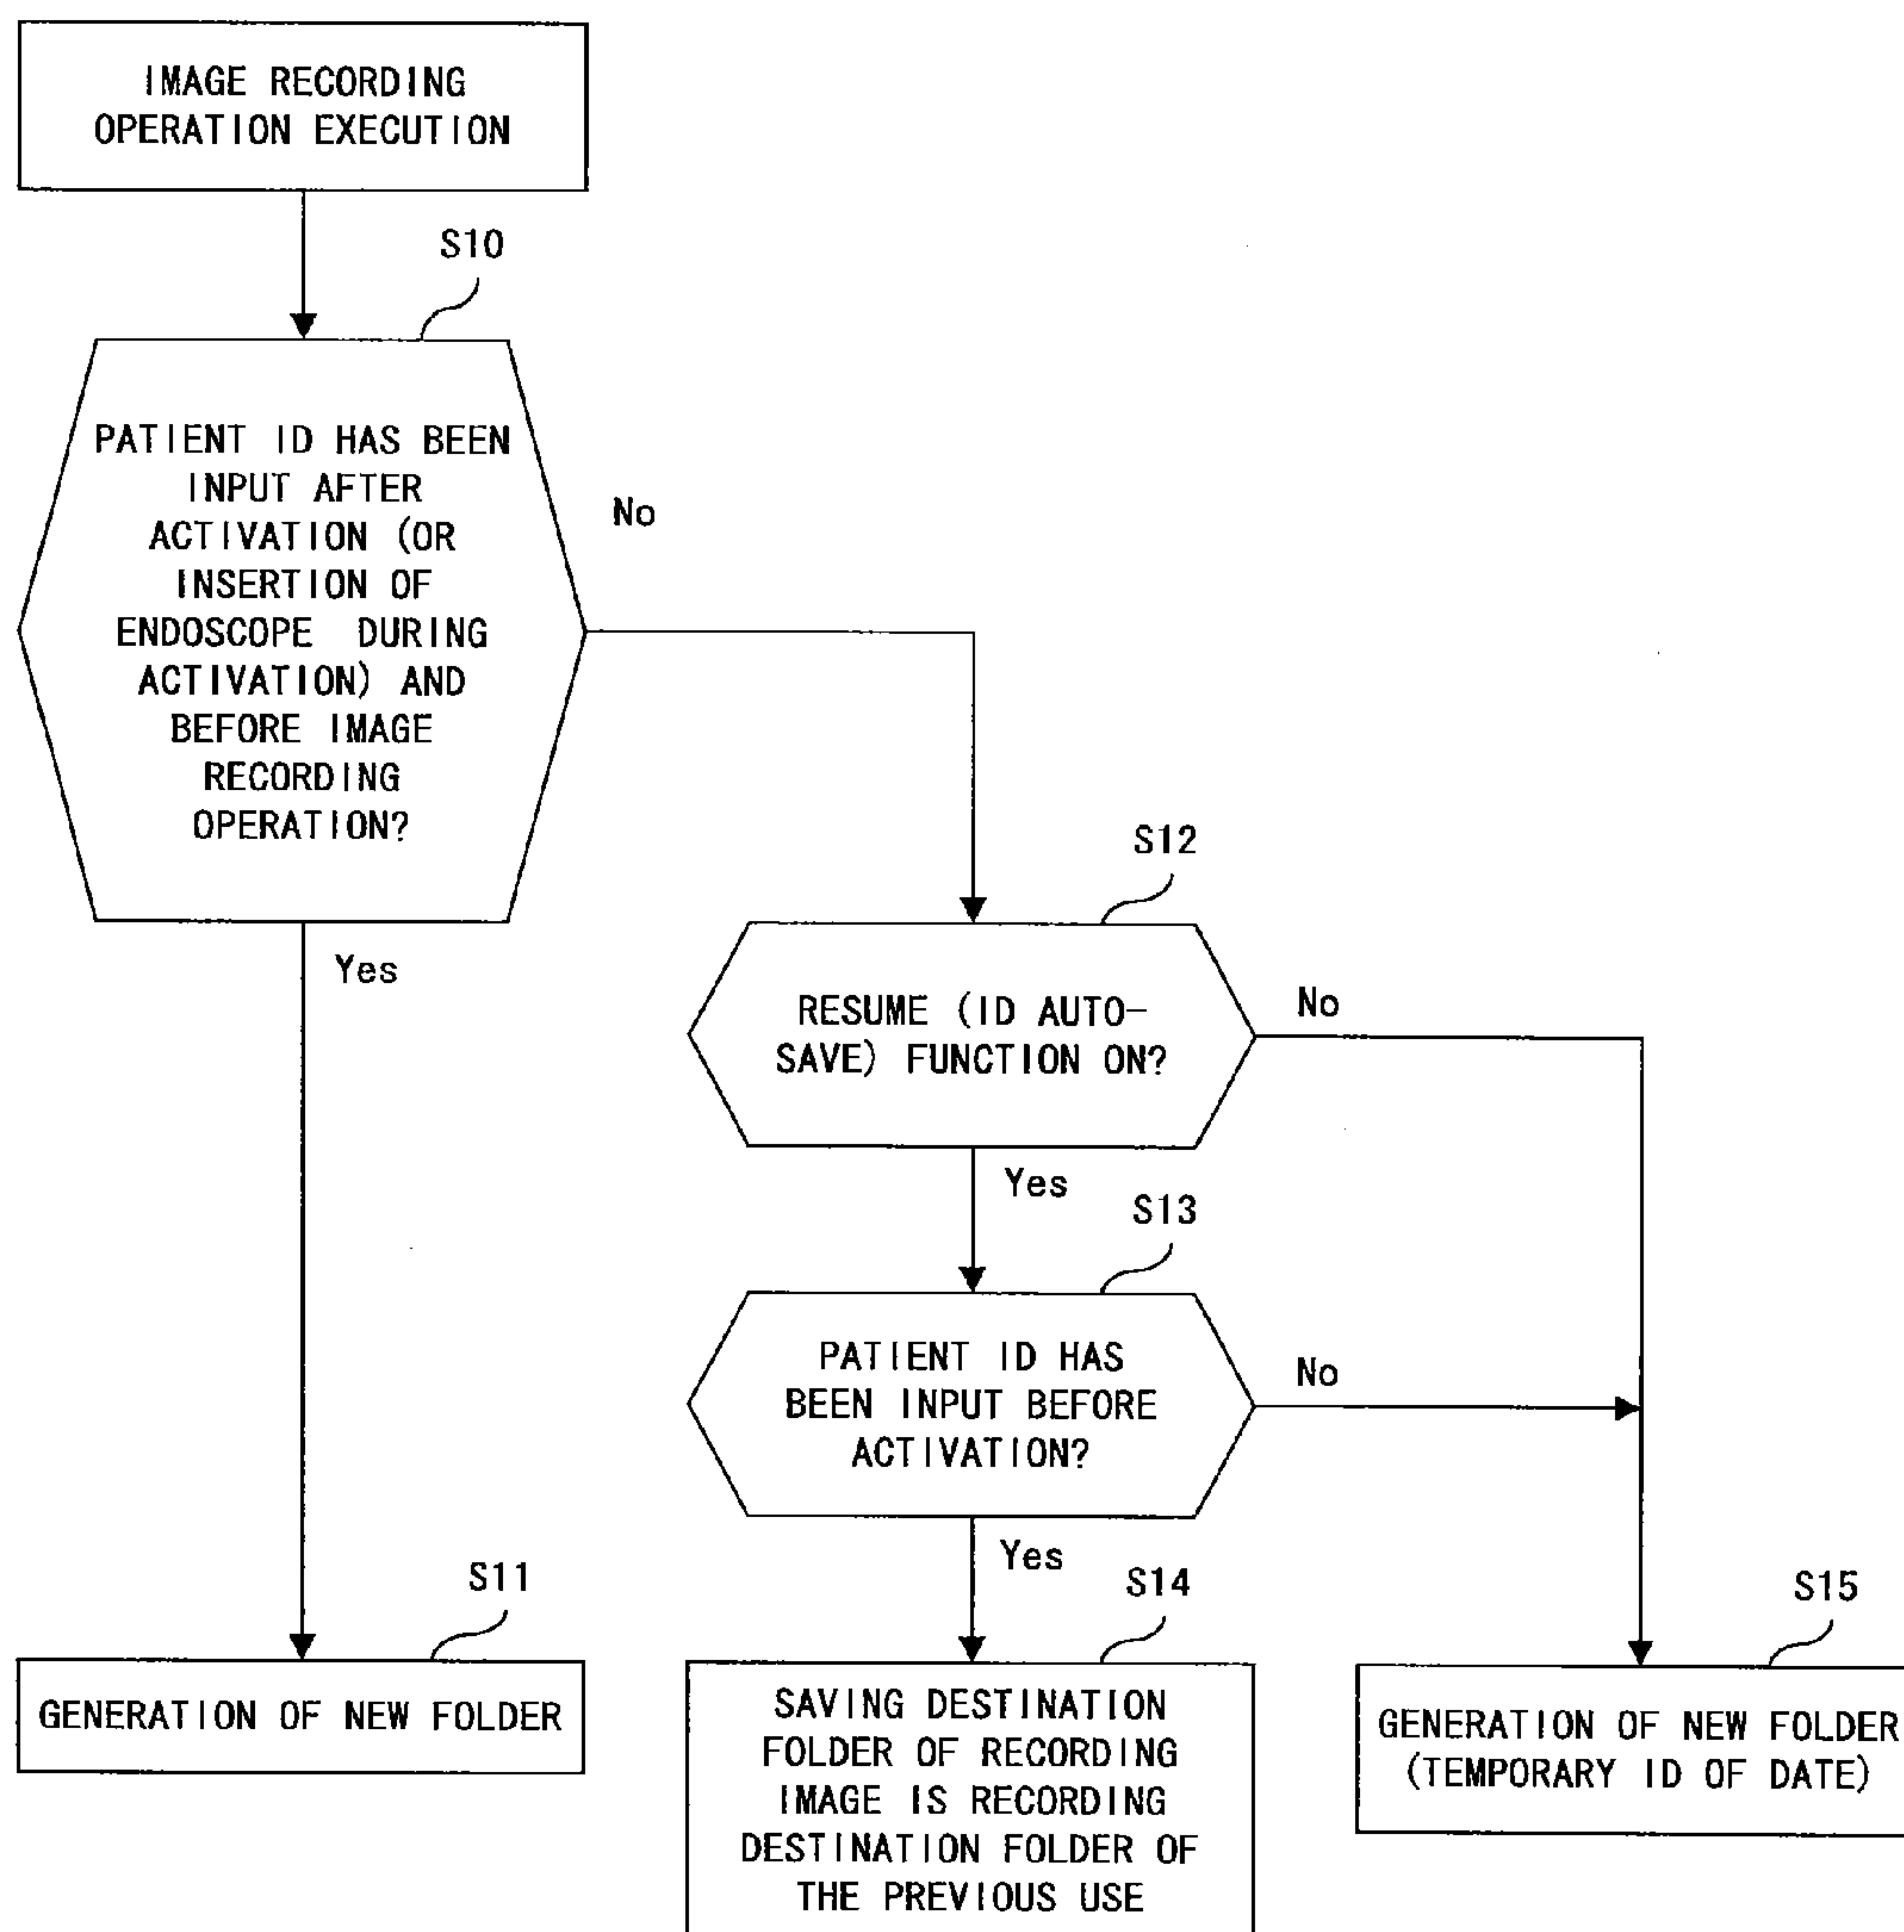 IMAGE RECORDING
OPERATION EXECUTION
S10
PATIENT ID HAS BEEN
INPUT AFTER
ACTIVATION (OR
INSERTION OF
ENDOSCOPE DURING
ACTIVATION) AND
BEFORE IMAGE
RECORDING
OPERATION?
No
Yes
S12
RESUME (ID AUTO-
SAVE) FUNCTION ON?
No
Yes
S13
PATIENT ID HAS
BEEN INPUT BEFORE
ACTIVATION?
No
Yes
S11
GENERATION OF NEW FOLDER
S14
SAVING DESTINATION
FOLDER OF RECORDING
IMAGE IS RECORDING
DESTINATION FOLDER OF
THE PREVIOUS USE
S15
GENERATION OF NEW FOLDER
(TEMPORARY ID OF DATE)